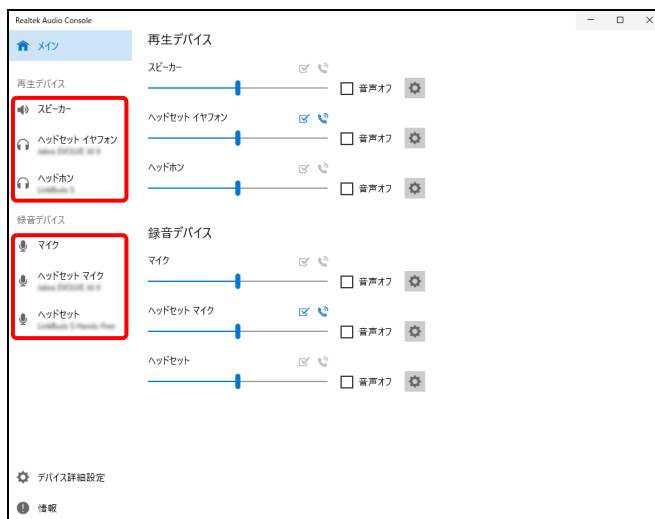 Realtek Audio Console
メイン
再生デバイス
スピーカー
ヘッドセット イヤフォン
ヘッドホン
録音デバイス
マイク
ヘッドセット マイク
ヘッドセット
デバイス詳細設定
情報
再生デバイス
スピーカー
音声オフ
ヘッドセット イヤフォン
音声オフ
ヘッドホン
音声オフ
録音デバイス
マイク
音声オフ
ヘッドセット マイク
音声オフ
ヘッドセット
音声オフ